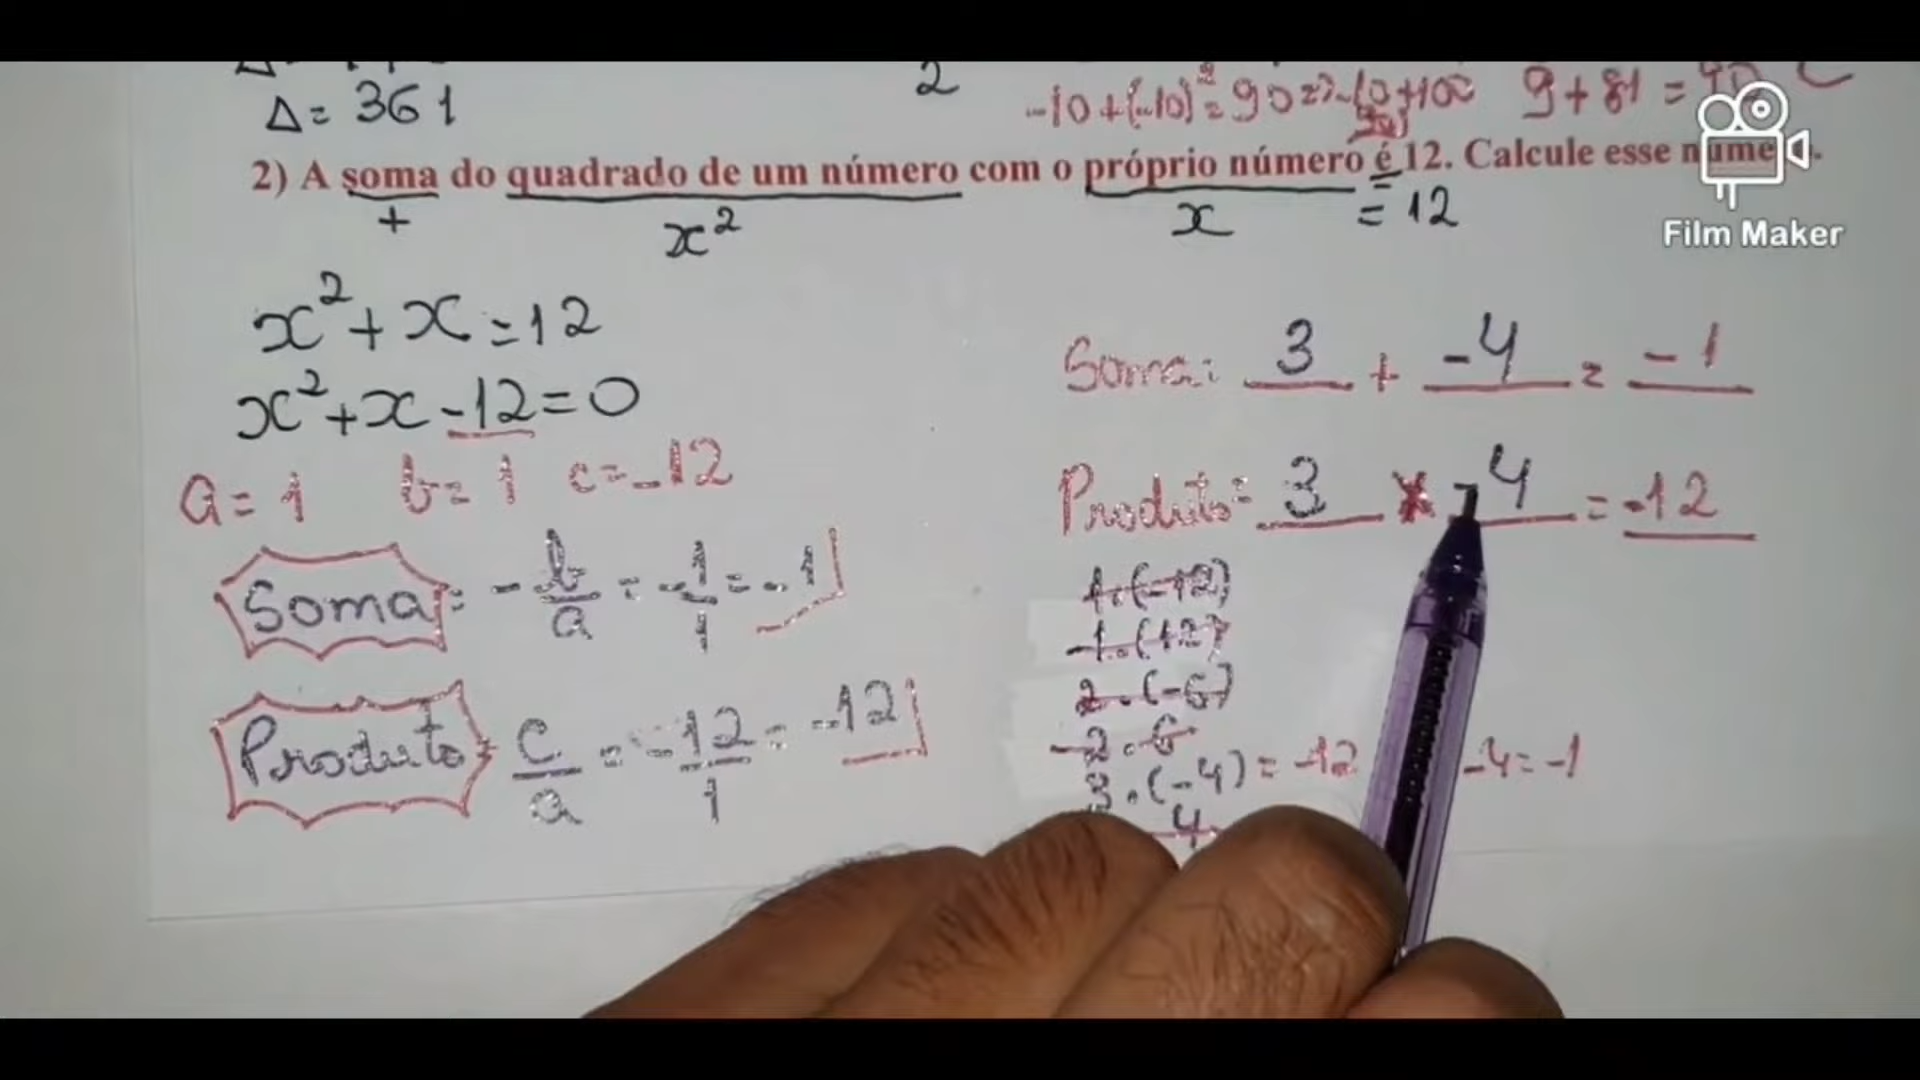 Δ= 361
2
-10+(-10)²=90 => -10+100
9+81=90
2) A soma do quadrado de um número com o próprio número é 12. Calcule esse
+ x² x = 12
Film Maker
x²+x=12
x²+x-12=0
a=1 b=1 c=-12
Soma = -b/a = -1/1 = -1
Produto = c/a = -12/1 = -12
Soma: 3 + -4 = -1
Produto: 3 * -4 = -12
1.(-12)
-1.(12)
2.(-6)
-2.6
3.(-4) = -12 -4=-1
4